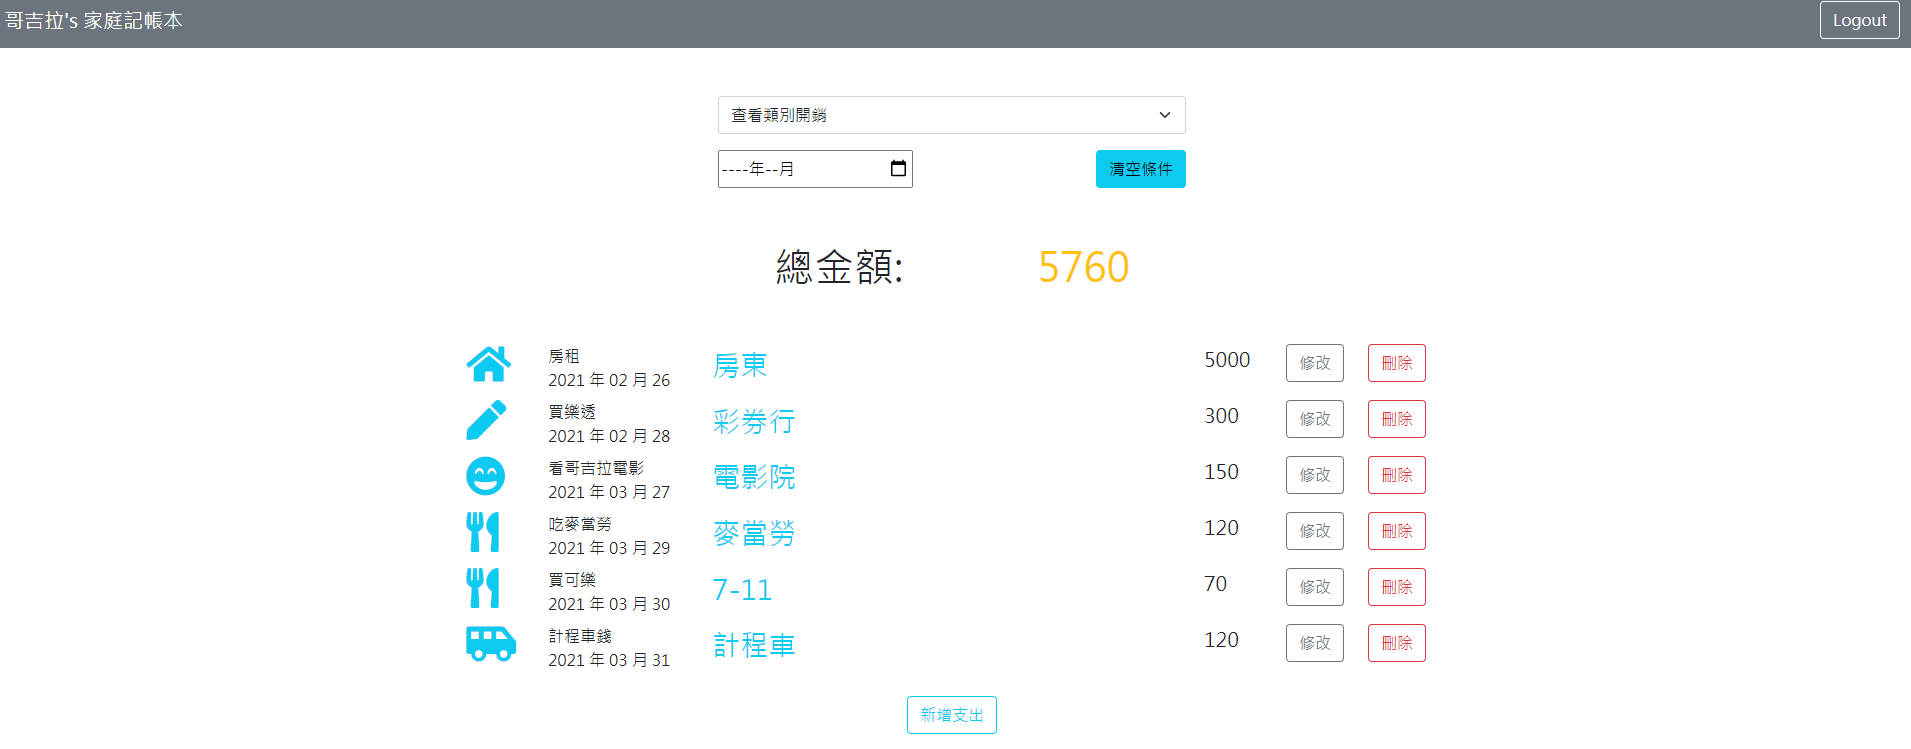 哥吉拉's 家庭記帳本
Logout
查看類別開銷
----年--月
清空條件
總金額: 5760
房租
2021 年 02 月 26
房東
5000
修改
刪除
買樂透
2021 年 02 月 28
彩券行
300
修改
刪除
看哥吉拉電影
2021 年 03 月 27
電影院
150
修改
刪除
吃麥當勞
2021 年 03 月 29
麥當勞
120
修改
刪除
買可樂
2021 年 03 月 30
7-11
70
修改
刪除
計程車錢
2021 年 03 月 31
計程車
120
修改
刪除
新增支出